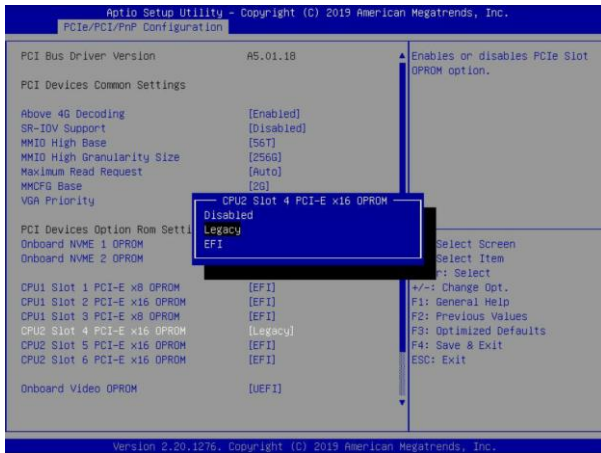 Aptio Setup Utility - Copyright (C) 2019 American Megatrends, Inc.
PCIe/PCI/PnP Configuration
PCI Bus Driver Version A5.01.18
Enables or disables PCIe Slot
OPROM option.
PCI Devices Common Settings
Above 4G Decoding [Enabled]
SR-IOV Support [Disabled]
MMIO High Base [56T]
MMIO High Granularity Size [256G]
Maximum Read Request [Auto]
MMCFG Base [2G]
VGA Priority
CPU2 Slot 4 PCI-E x16 OPROM
Disabled
Legacy
EFI
PCI Devices Option Rom Setti
Onboard NVME 1 OPROM
Onboard NVME 2 OPROM
Select Screen
Select Item
r: Select
+/-: Change Opt.
F1: General Help
F2: Previous Values
F3: Optimized Defaults
F4: Save & Exit
ESC: Exit
CPU1 Slot 1 PCI-E x8 OPROM [EFI]
CPU1 Slot 2 PCI-E x16 OPROM [EFI]
CPU1 Slot 3 PCI-E x8 OPROM [EFI]
CPU2 Slot 4 PCI-E x16 OPROM [Legacy]
CPU2 Slot 5 PCI-E x16 OPROM [EFI]
CPU2 Slot 6 PCI-E x16 OPROM [EFI]
Onboard Video OPROM [UEFI]
Version 2.20.1276. Copyright (C) 2019 American Megatrends, Inc.